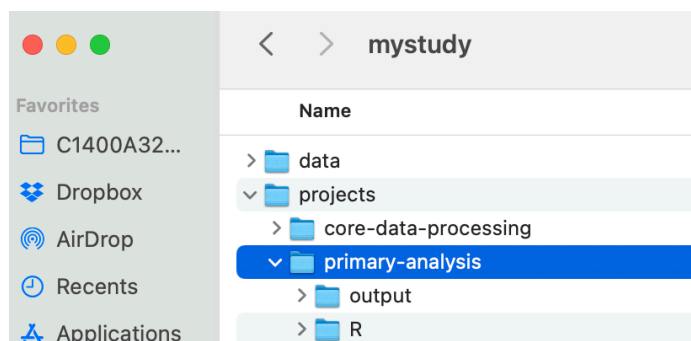 mystudy
Favorites
C1400A32...
Dropbox
AirDrop
Recents
Applications
Name
data
projects
core-data-processing
primary-analysis
output
R